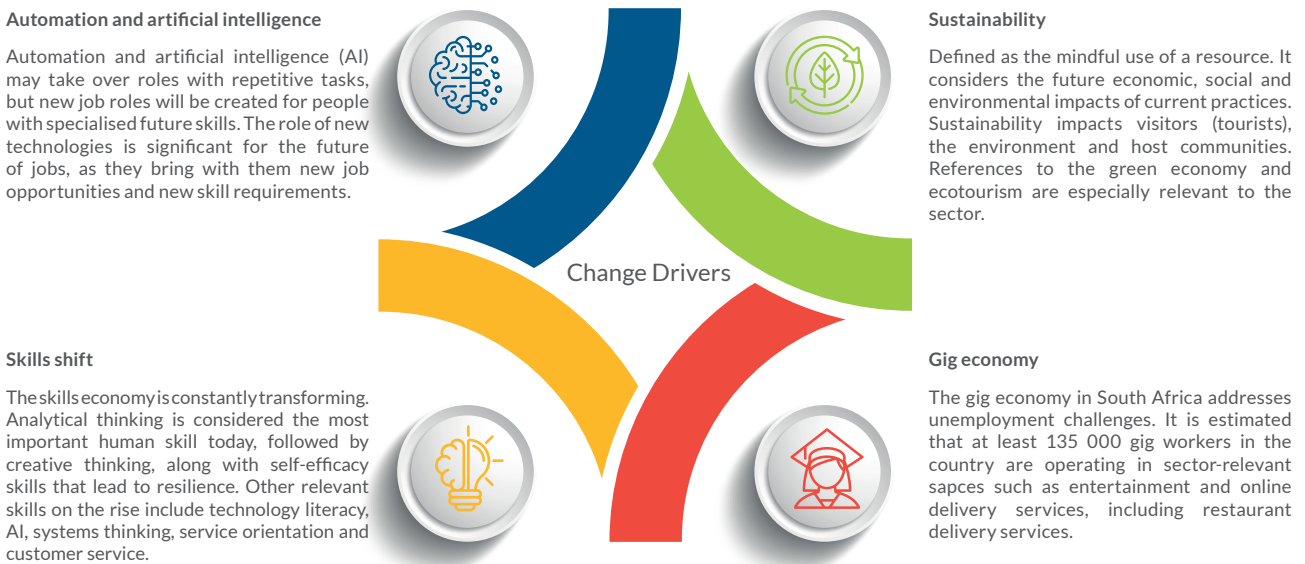 Automation and artificial intelligence
Automation and artificial intelligence (AI)
may take over roles with repetitive tasks,
but new job roles will be created for people
with specialised future skills. The role of new
technologies is significant for the future
of jobs, as they bring with them new job
opportunities and new skill requirements.
Sustainability
Defined as the mindful use of a resource. It
considers the future economic, social and
environmental impacts of current practices.
Sustainability impacts visitors (tourists),
the environment and host communities.
References to the green economy and
ecotourism are especially relevant to the
sector.
Change Drivers
Skills shift
The skills economy is constantly transforming.
Analytical thinking is considered the most
important human skill today, followed by
creative thinking, along with self-efficacy
skills that lead to resilience. Other relevant
skills on the rise include technology literacy,
AI, systems thinking, service orientation and
customer service.
Gig economy
The gig economy in South Africa addresses
unemployment challenges. It is estimated
that at least 135 000 gig workers in the
country are operating in sector-relevant
sapces such as entertainment and online
delivery services, including restaurant
delivery services.